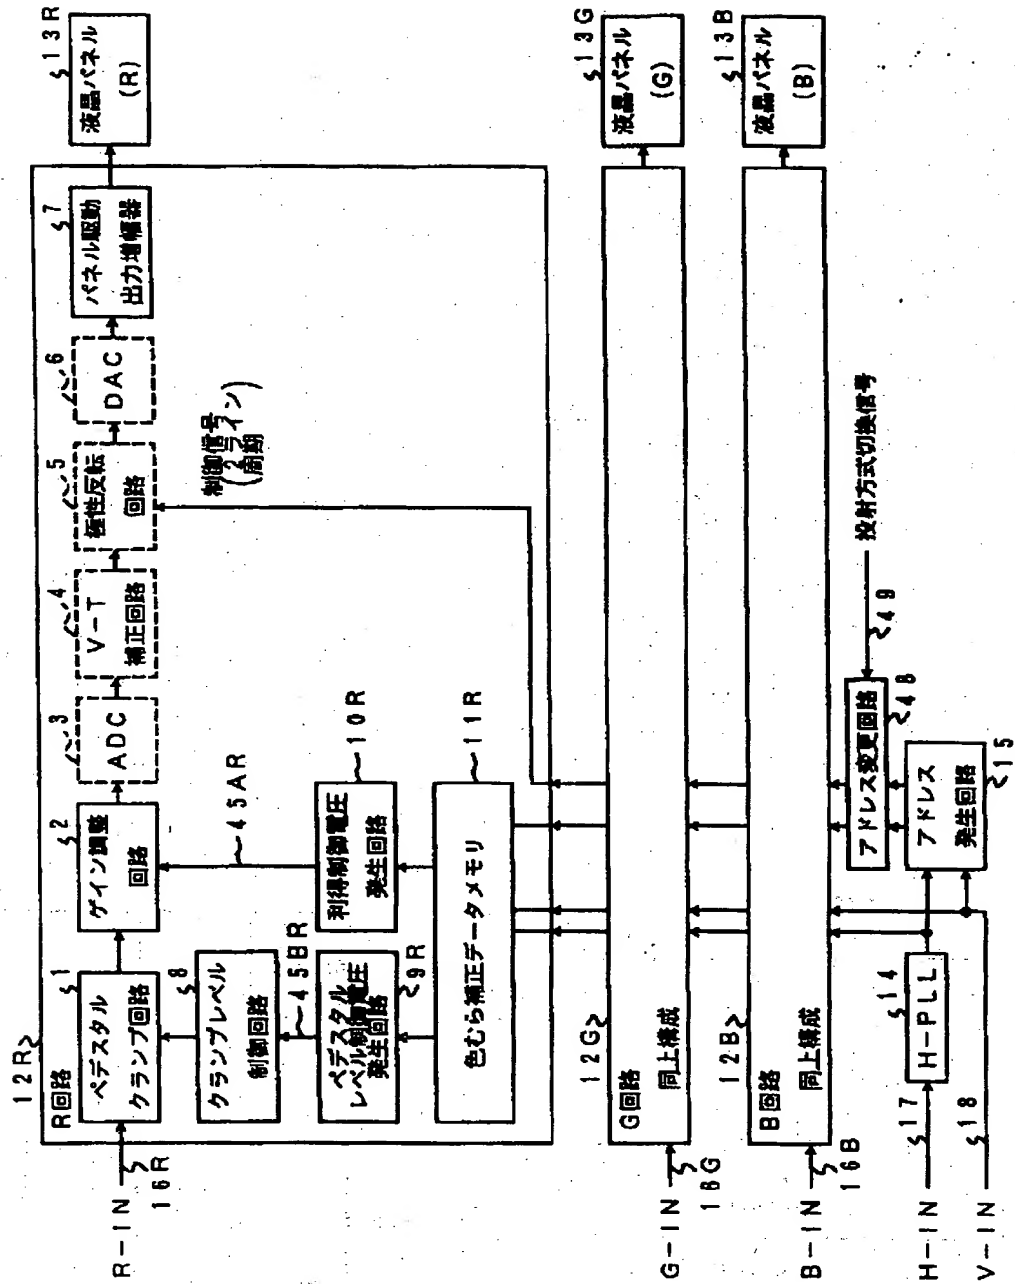 12R
R回路
R-IN
16R
ペデスタル
クランプ回路
1
ゲイン調整
回路
2
ADC
3
V-T
補正回路
4
極性反転
回路
5
DAC
6
パネル駆動
出力増幅器
7
液晶パネル
(R)
13R
クランプレベル
制御回路
8
45BR
ペデスタル
レベル制御電圧
発生回路
9R
45AR
利得制御電圧
発生回路
10R
色むら補正データメモリ
11R
制御信号
(2ライン
周期)
12G
G回路
同上構成
G-IN
16G
液晶パネル
(G)
13G
12B
B回路
同上構成
B-IN
16B
液晶パネル
(B)
13B
投射方式切換信号
49
アドレス変更回路
48
アドレス
発生回路
15
H-PLL
14
H-IN
17
V-IN
18